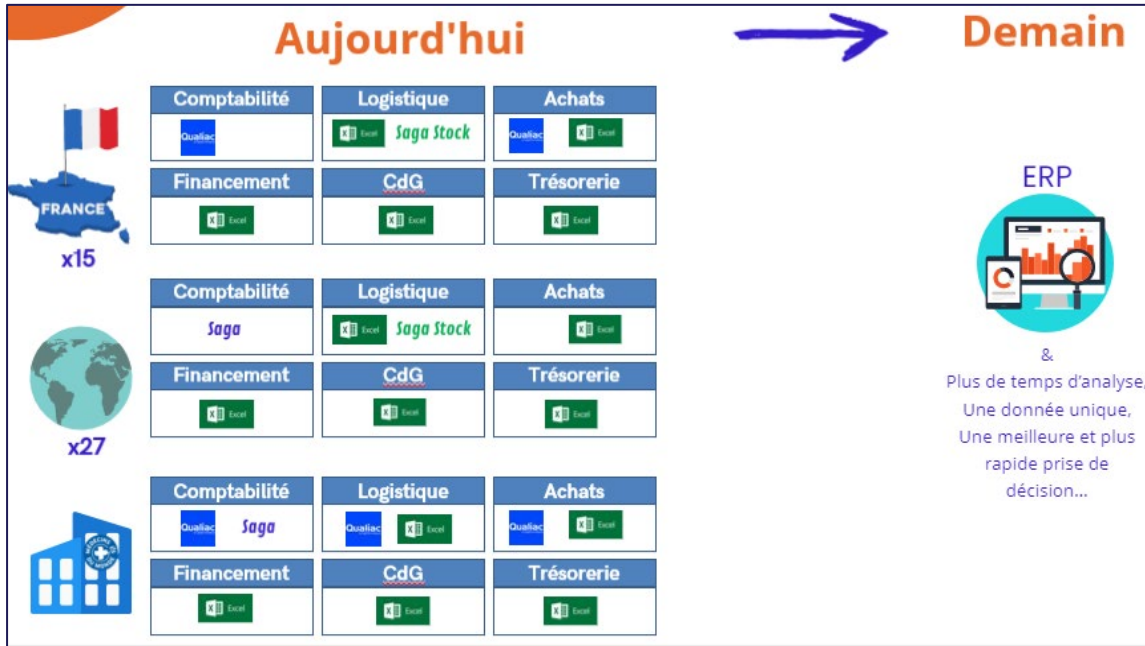 Aujourd'hui
Demain
Comptabilité Logistique Achats
Qualiac Excel Saga Stock Qualiac Excel
Financement CdG Trésorerie
Excel Excel Excel
FRANCE
x15
Comptabilité Logistique Achats
Saga Excel Saga Stock Excel
Financement CdG Trésorerie
Excel Excel Excel
x27
Comptabilité Logistique Achats
Qualiac Saga Qualiac Excel Qualiac Excel
Financement CdG Trésorerie
Excel Excel Excel
MÉDECINS DU MONDE
ERP
&
Plus de temps d'analyse,
Une donnée unique,
Une meilleure et plus
rapide prise de
décision...